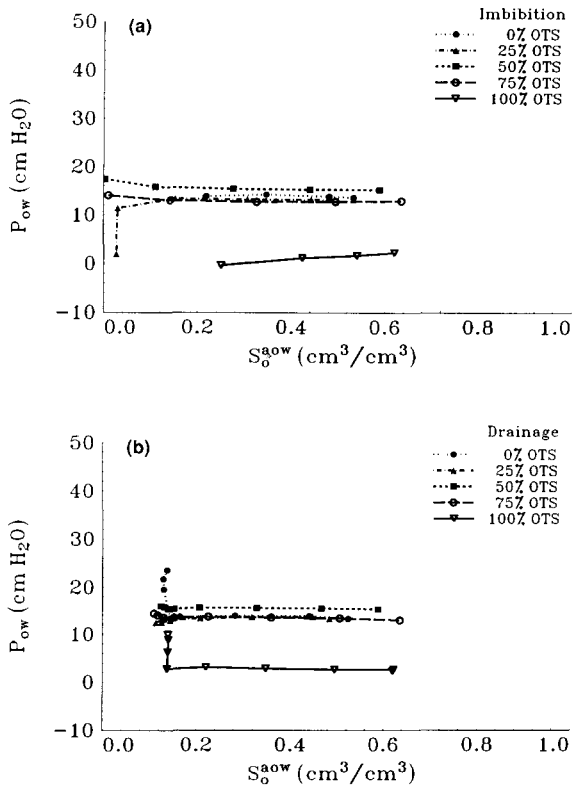 (a)
Imbibition
0% OTS
25% OTS
50% OTS
75% OTS
100% OTS
50
40
30
20
10
0
-10
P_ow (cm H₂O)
0.0 0.2 0.4 0.6 0.8 1.0
S_o^aow (cm³/cm³)
(b)
Drainage
0% OTS
25% OTS
50% OTS
75% OTS
100% OTS
50
40
30
20
10
0
-10
P_ow (cm H₂O)
0.0 0.2 0.4 0.6 0.8 1.0
S_o^aow (cm³/cm³)